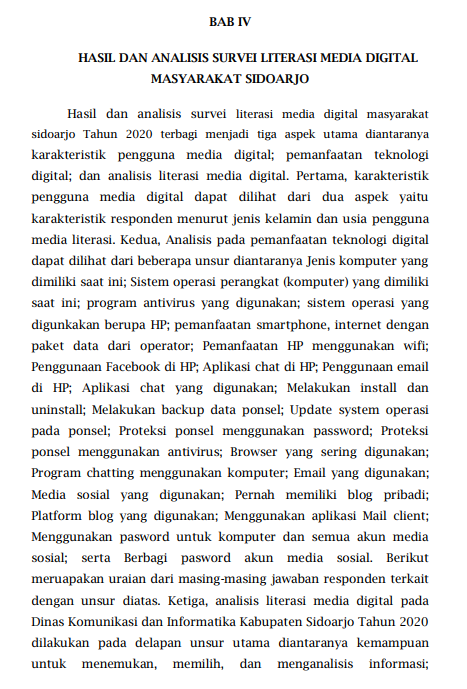 BAB IV
HASIL DAN ANALISIS SURVEI LITERASI MEDIA DIGITAL
MASYARAKAT SIDOARJO
Hasil dan analisis survei literasi media digital masyarakat
sidoarjo Tahun 2020 terbagi menjadi tiga aspek utama diantaranya
karakteristik pengguna media digital; pemanfaatan teknologi
digital; dan analisis literasi media digital. Pertama, karakteristik
pengguna media digital dapat dilihat dari dua aspek yaitu
karakteristik responden menurut jenis kelamin dan usia pengguna
media literasi. Kedua, Analisis pada pemanfaatan teknologi digital
dapat dilihat dari beberapa unsur diantaranya Jenis komputer yang
dimiliki saat ini; Sistem operasi perangkat (komputer) yang dimiliki
saat ini; program antivirus yang digunakan; sistem operasi yang
digunkakan berupa HP; pemanfaatan smartphone, internet dengan
paket data dari operator; Pemanfaatan HP menggunakan wifi;
Penggunaan Facebook di HP; Aplikasi chat di HP; Penggunaan email
di HP; Aplikasi chat yang digunakan; Melakukan install dan
uninstall; Melakukan backup data ponsel; Update system operasi
pada ponsel; Proteksi ponsel menggunakan password; Proteksi
ponsel menggunakan antivirus; Browser yang sering digunakan;
Program chatting menggunakan komputer; Email yang digunakan;
Media sosial yang digunakan; Pernah memiliki blog pribadi;
Platform blog yang digunakan; Menggunakan aplikasi Mail client;
Menggunakan pasword untuk komputer dan semua akun media
sosial; serta Berbagi pasword akun media sosial. Berikut
meruapakan uraian dari masing-masing jawaban responden terkait
dengan unsur diatas. Ketiga, analisis literasi media digital pada
Dinas Komunikasi dan Informatika Kabupaten Sidoarjo Tahun 2020
dilakukan pada delapan unsur utama diantaranya kemampuan
untuk menemukan, memilih, dan menganalisis informasi;